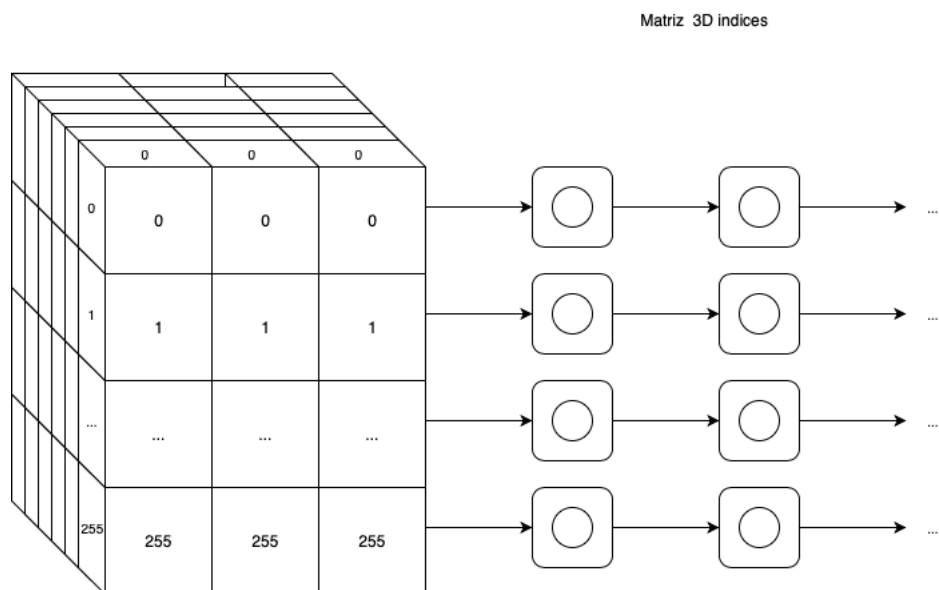 Matriz 3D indices
0 0 0
0 0 0 0 ...
1 1 1 1 ...
... ... ... ... ...
255 255 255 255 ...